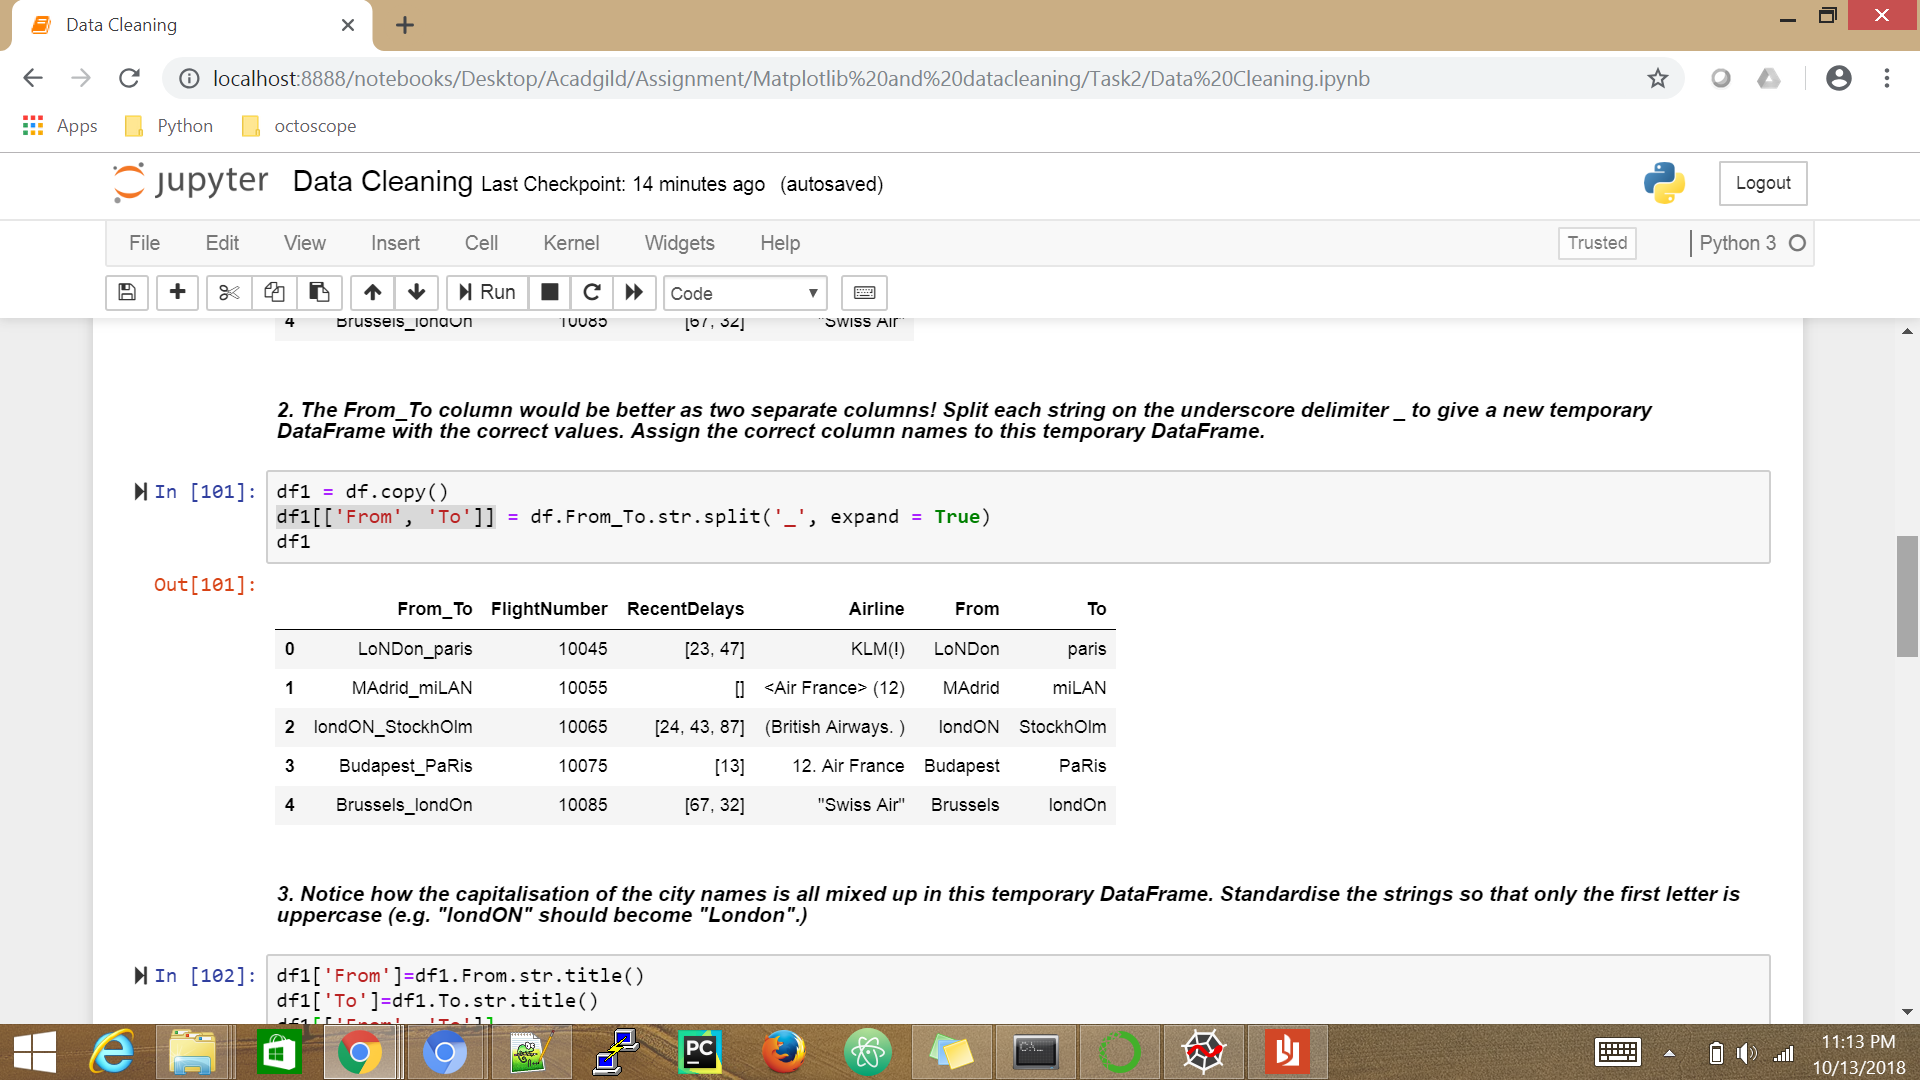 Data Cleaning
localhost:8888/notebooks/Desktop/Acadgild/Assignment/Matplotlib%20and%20datacleaning/Task2/Data%20Cleaning.ipynb
Apps Python octoscope
jupyter Data Cleaning Last Checkpoint: 14 minutes ago (autosaved) Logout
File Edit View Insert Cell Kernel Widgets Help Trusted Python 3
Run Code
4 Brussels_londOn 10085 [67, 32] "Swiss Air"
2. The From_To column would be better as two separate columns! Split each string on the underscore delimiter _ to give a new temporary
DataFrame with the correct values. Assign the correct column names to this temporary DataFrame.
In [101]: df1 = df.copy()
df1[['From', 'To']] = df.From_To.str.split('_', expand = True)
df1
Out[101]:
From_To FlightNumber RecentDelays Airline From To
0 LoNDon_paris 10045 [23, 47] KLM(!) LoNDon paris
1 MAdrid_miLAN 10055 [] <Air France> (12) MAdrid miLAN
2 londON_StockhOlm 10065 [24, 43, 87] (British Airways. ) londON StockhOlm
3 Budapest_PaRis 10075 [13] 12. Air France Budapest PaRis
4 Brussels_londOn 10085 [67, 32] "Swiss Air" Brussels londOn
3. Notice how the capitalisation of the city names is all mixed up in this temporary DataFrame. Standardise the strings so that only the first letter is
uppercase (e.g. "londON" should become "London".)
In [102]: df1['From']=df1.From.str.title()
df1['To']=df1.To.str.title()
df1[['From', 'To']]
PC
C:\_
11:13 PM
10/13/2018